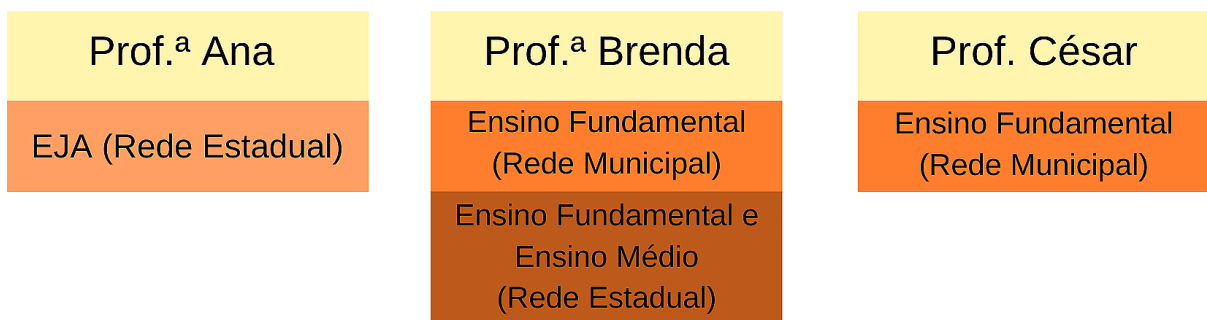 Prof.ª Ana
EJA (Rede Estadual)
Prof.ª Brenda
Ensino Fundamental
(Rede Municipal)
Ensino Fundamental e
Ensino Médio
(Rede Estadual)
Prof. César
Ensino Fundamental
(Rede Municipal)